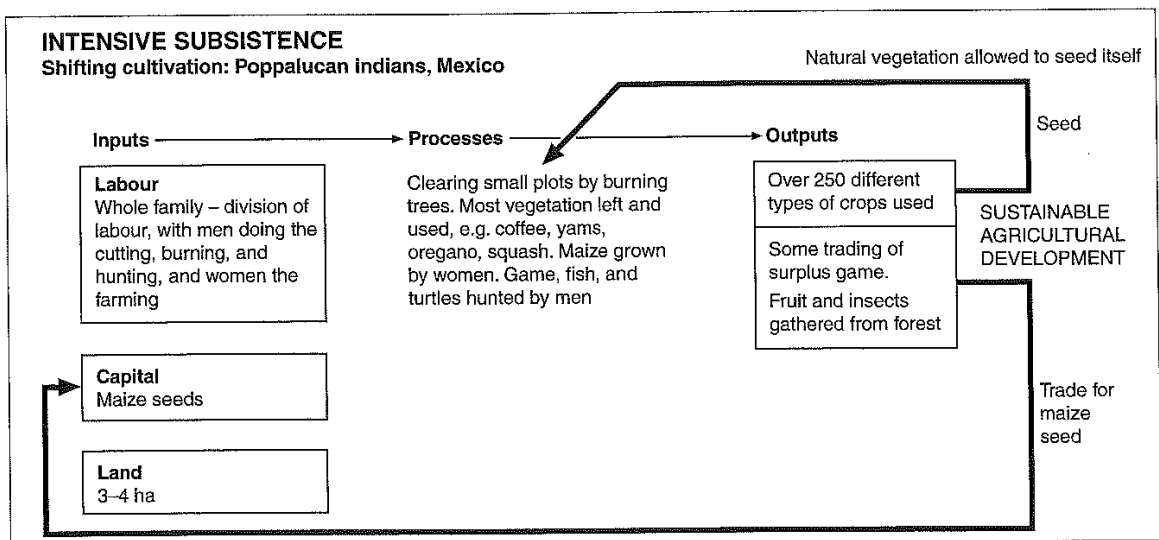 INTENSIVE SUBSISTENCE
Shifting cultivation: Poppalucan indians, Mexico
Natural vegetation allowed to seed itself
Inputs
Processes
Outputs
Seed
Labour
Whole family – division of
labour, with men doing the
cutting, burning, and
hunting, and women the
farming
Clearing small plots by burning
trees. Most vegetation left and
used, e.g. coffee, yams,
oregano, squash. Maize grown
by women. Game, fish, and
turtles hunted by men
Over 250 different
types of crops used
Some trading of
surplus game.
Fruit and insects
gathered from forest
SUSTAINABLE
AGRICULTURAL
DEVELOPMENT
Capital
Maize seeds
Trade for
maize
seed
Land
3–4 ha